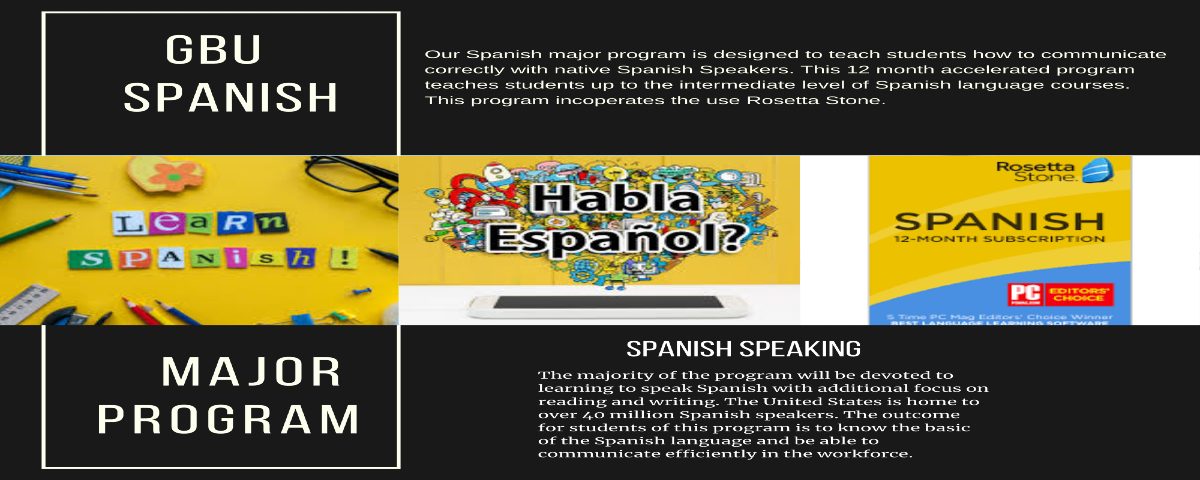 GBU
SPANISH
Our Spanish major program is designed to teach students how to communicate
correctly with native Spanish Speakers. This 12 month accelerated program
teaches students up to the intermediate level of Spanish language courses.
This program incoperates the use Rosetta Stone.
Learn
SPANish!
Habla
Español?
Rosetta
Stone.
SPANISH
12-MONTH SUBSCRIPTION
PC
EDITORS'
CHOICE
5 Time PC Mag Editors' Choice Winner
BEST LANGUAGE LEARNING SOFTWARE
MAJOR
PROGRAM
SPANISH SPEAKING
The majority of the program will be devoted to
learning to speak Spanish with additional focus on
reading and writing. The United States is home to
over 40 million Spanish speakers. The outcome
for students of this program is to know the basic
of the Spanish language and be able to
communicate efficiently in the workforce.